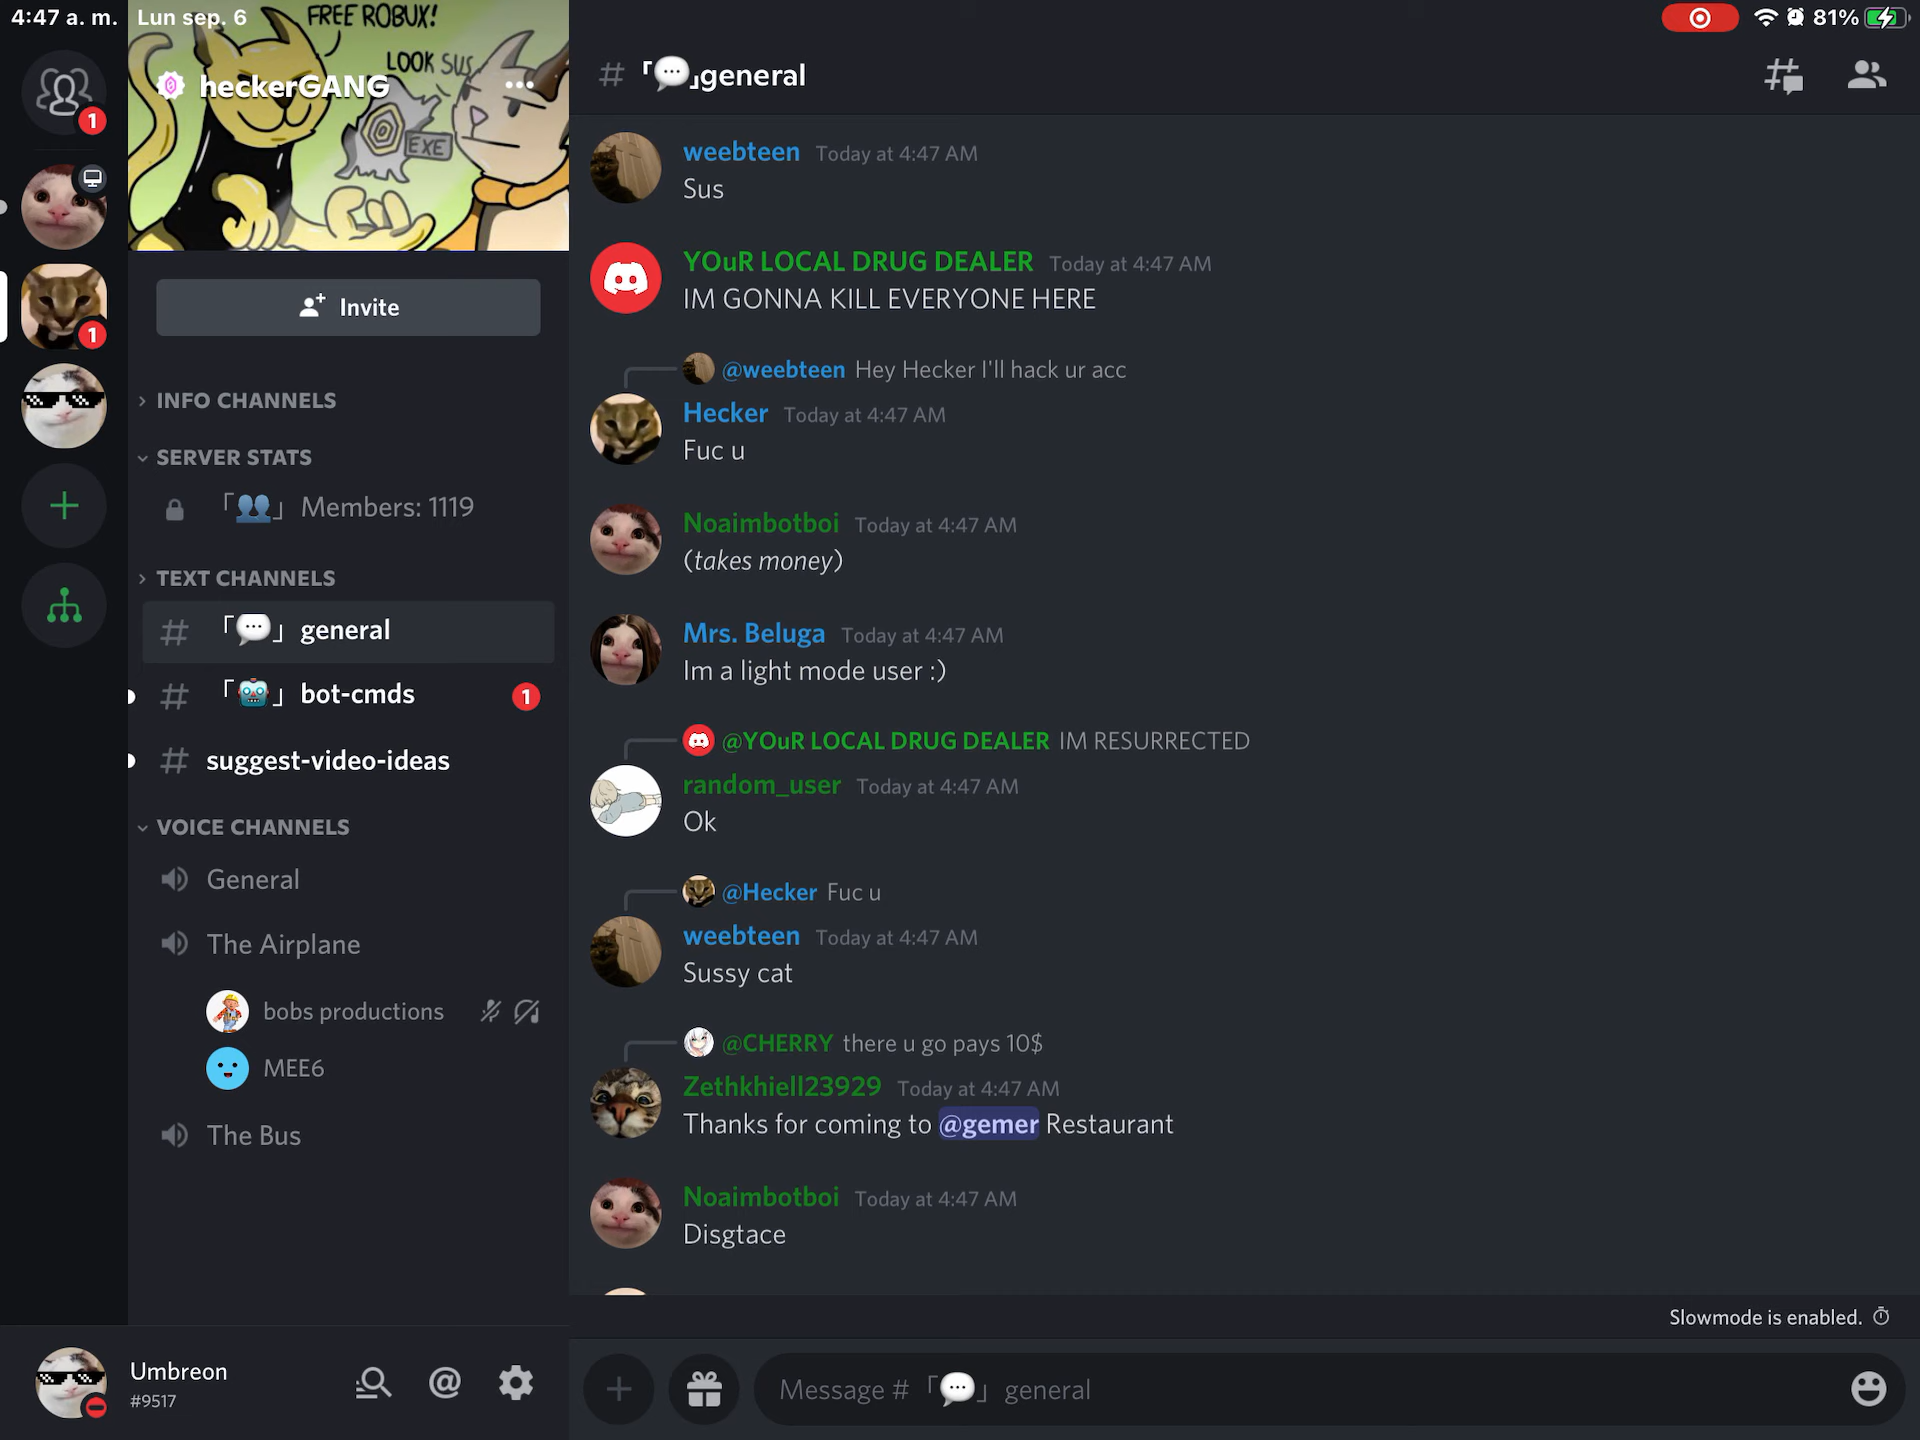 4:47 a. m. Lun sep. 6
81%
FREE ROBUX!
LOOK SUS
EXE
heckerGANG
1
1
Invite
INFO CHANNELS
SERVER STATS
「👥」 Members: 1119
TEXT CHANNELS
# 「💬」 general
# 「🤖」 bot-cmds 1
# suggest-video-ideas
VOICE CHANNELS
General
The Airplane
bobs productions
MEE6
The Bus
Umbreon
#9517
# 「💬」general
weebteen Today at 4:47 AM
Sus
YOuR LOCAL DRUG DEALER Today at 4:47 AM
IM GONNA KILL EVERYONE HERE
@weebteen Hey Hecker I'll hack ur acc
Hecker Today at 4:47 AM
Fuc u
Noaimbotboi Today at 4:47 AM
(takes money)
Mrs. Beluga Today at 4:47 AM
Im a light mode user :)
@YOuR LOCAL DRUG DEALER IM RESURRECTED
random_user Today at 4:47 AM
Ok
@Hecker Fuc u
weebteen Today at 4:47 AM
Sussy cat
@CHERRY there u go pays 10$
Zethkhiell23929 Today at 4:47 AM
Thanks for coming to @gemer Restaurant
Noaimbotboi Today at 4:47 AM
Disgtace
Slowmode is enabled.
Message # 「💬」 general